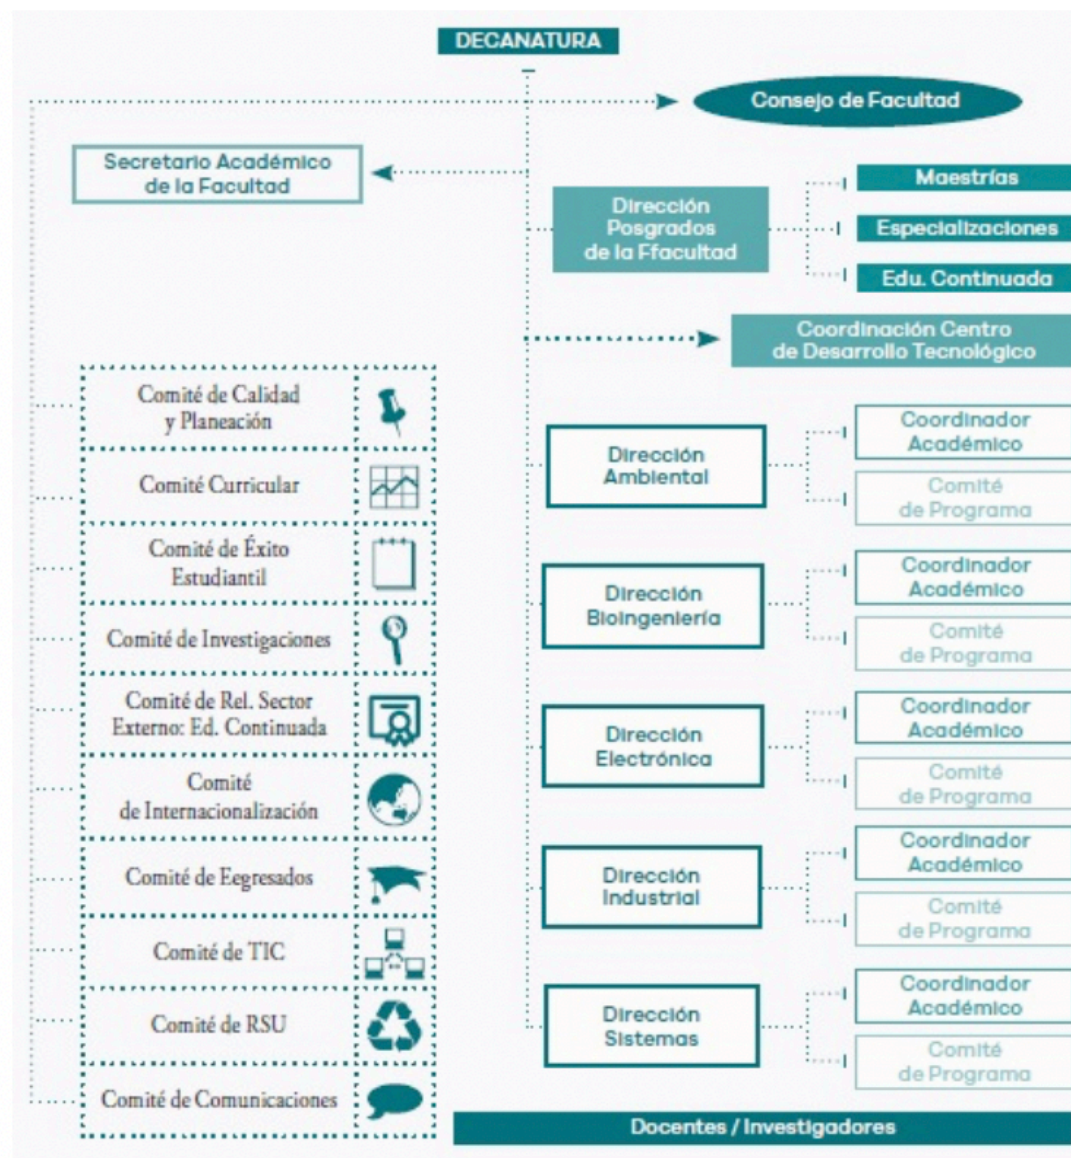 DECANATURA
Consejo de Facultad
Secretario Académico
de la Facultad
Dirección
Posgrados
de la Ffacultad
Maestrías
Especializaciones
Edu. Continuada
Coordinación Centro
de Desarrollo Tecnológico
Comité de Calidad
y Planeación
Comité Curricular
Comité de Éxito
Estudiantil
Comité de Investigaciones
Comité de Rel. Sector
Externo: Ed. Continuada
Comité
de Internacionalización
Comité de Eegresados
Comité de TIC
Comité de RSU
Comité de Comunicaciones
Dirección
Ambiental
Coordinador
Académico
Comité
de Programa
Dirección
Bioingeniería
Coordinador
Académico
Comité
de Programa
Dirección
Electrónica
Coordinador
Académico
Comité
de Programa
Dirección
Industrial
Coordinador
Académico
Comité
de Programa
Dirección
Sistemas
Coordinador
Académico
Comité
de Programa
Docentes / Investigadores